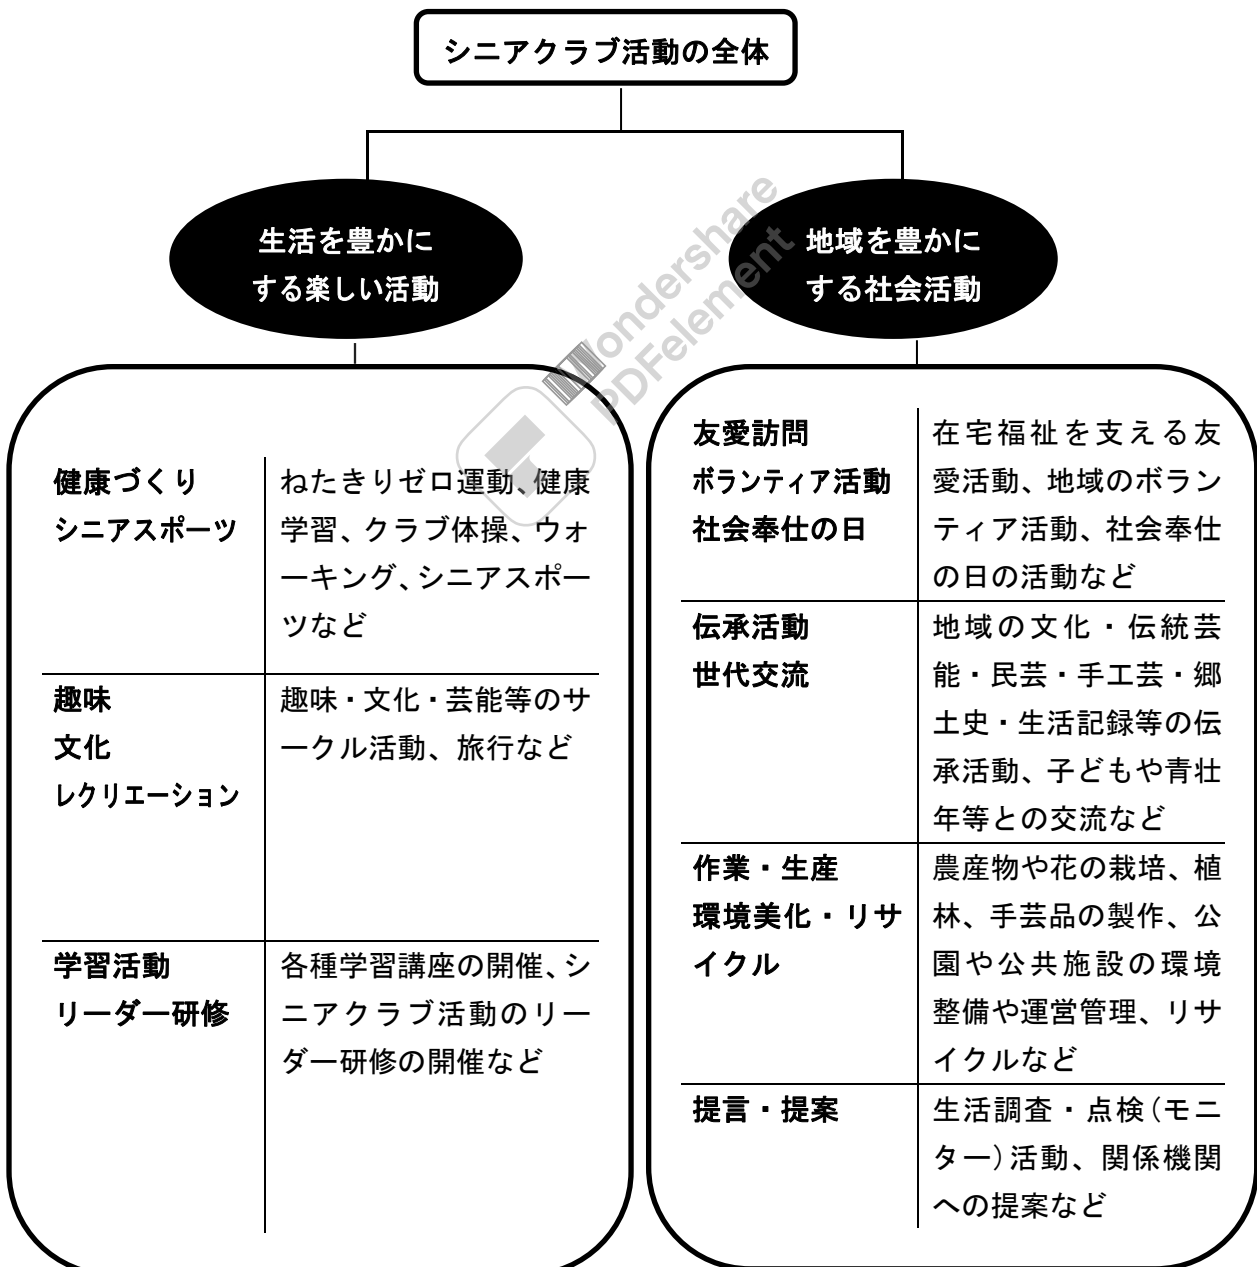 シニアクラブ活動の全体
生活を豊かに
する楽しい活動
健康づくり
シニアスポーツ
ねたきりゼロ運動、健康
学習、クラブ体操、ウォ
ーキング、シニアスポー
ツなど
趣味
文化
レクリエーション
趣味・文化・芸能等のサ
ークル活動、旅行など
学習活動
リーダー研修
各種学習講座の開催、シ
ニアクラブ活動のリー
ダー研修の開催など
地域を豊かに
する社会活動
友愛訪問
ボランティア活動
社会奉仕の日
在宅福祉を支える友
愛活動、地域のボラン
ティア活動、社会奉仕
の日の活動など
伝承活動
世代交流
地域の文化・伝統芸
能・民芸・手工芸・郷
土史・生活記録等の伝
承活動、子どもや青壮
年等との交流など
作業・生産
環境美化・リサ
イクル
農産物や花の栽培、植
林、手芸品の製作、公
園や公共施設の環境
整備や運営管理、リサ
イクルなど
提言・提案
生活調査・点検(モニ
ター)活動、関係機関
への提案など
Wondershare
PDFelement